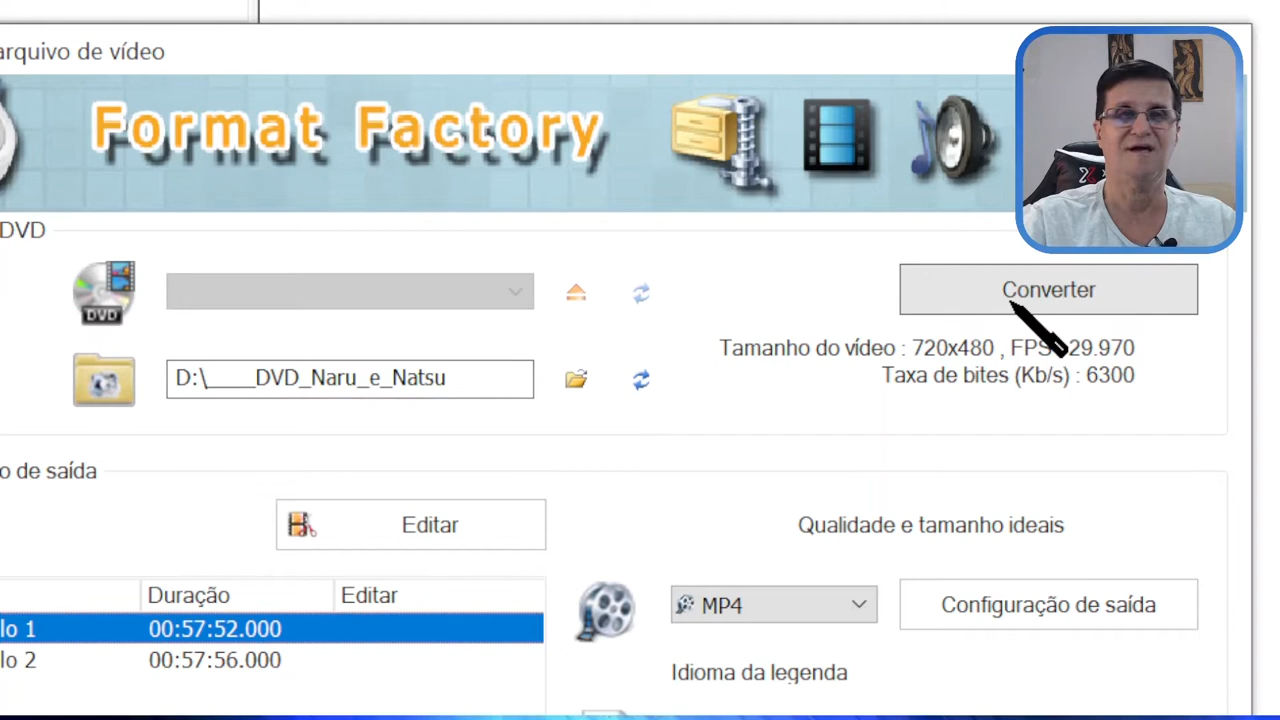 arquivo de vídeo
Format Factory
DVD
Converter
DVD
Tamanho do vídeo : 720x480 , FPS 29.970
D:\____DVD_Naru_e_Natsu
Taxa de bites (Kb/s) : 6300
o de saída
Editar
Qualidade e tamanho ideais
Duração Editar
MP4
Configuração de saída
lo 1 00:57:52.000
lo 2 00:57:56.000
Idioma da legenda